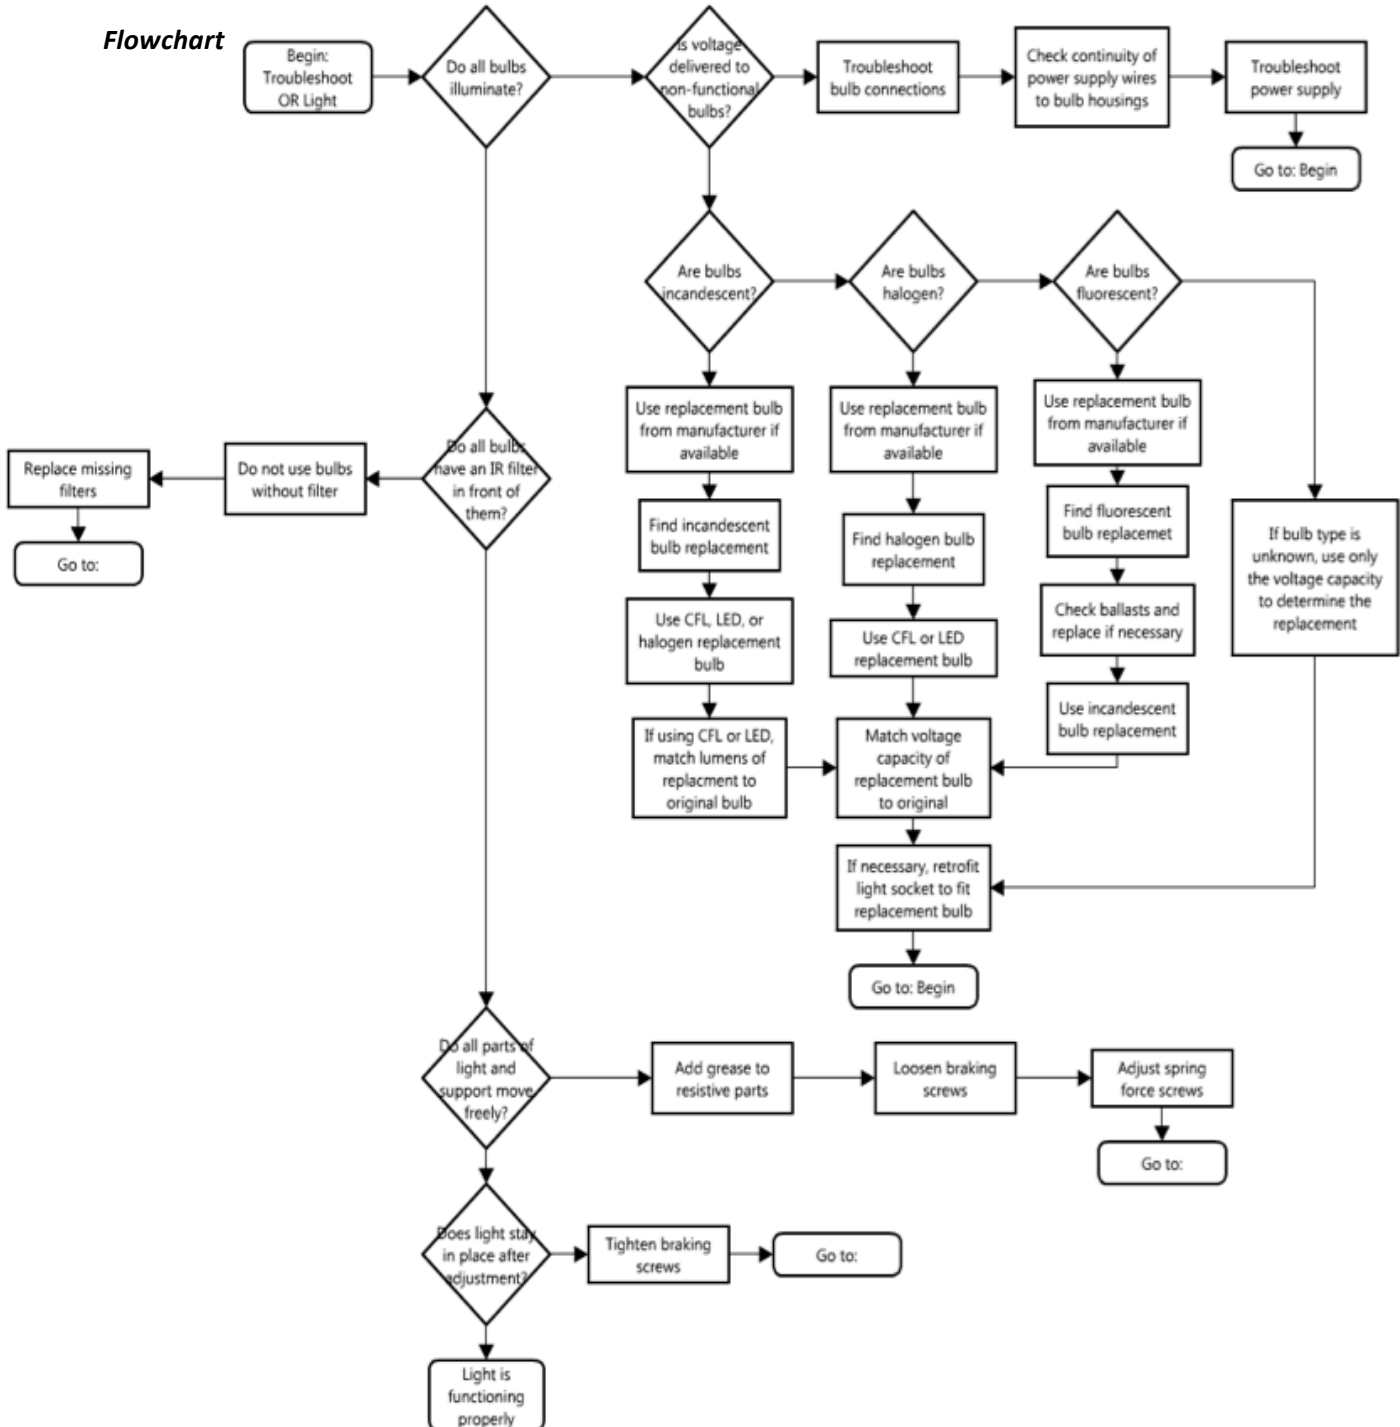 Flowchart
Begin:
Troubleshoot
OR Light
Do all bulbs
illuminate?
Is voltage
delivered to
non-functional
bulbs?
Troubleshoot
bulb connections
Check continuity of
power supply wires
to bulb housings
Troubleshoot
power supply
Go to: Begin
Are bulbs
incandescent?
Are bulbs
halogen?
Are bulbs
fluorescent?
Use replacement bulb
from manufacturer if
available
Use replacement bulb
from manufacturer if
available
Use replacement bulb
from manufacturer if
available
Do all bulbs
have an IR filter
in front of
them?
Do not use bulbs
without filter
Replace missing
filters
Go to:
Find incandescent
bulb replacement
Find halogen bulb
replacement
Find fluorescent
bulb replacemet
If bulb type is
unknown, use only
the voltage capacity
to determine the
replacement
Use CFL, LED, or
halogen replacement
bulb
Use CFL or LED
replacement bulb
Check ballasts and
replace if necessary
Use incandescent
bulb replacement
If using CFL or LED,
match lumens of
replacment to
original bulb
Match voltage
capacity of
replacement bulb
to original
If necessary, retrofit
light socket to fit
replacement bulb
Go to: Begin
Do all parts of
light and
support move
freely?
Add grease to
resistive parts
Loosen braking
screws
Adjust spring
force screws
Go to:
Does light stay
in place after
adjustment?
Tighten braking
screws
Go to:
Light is
functioning
properly